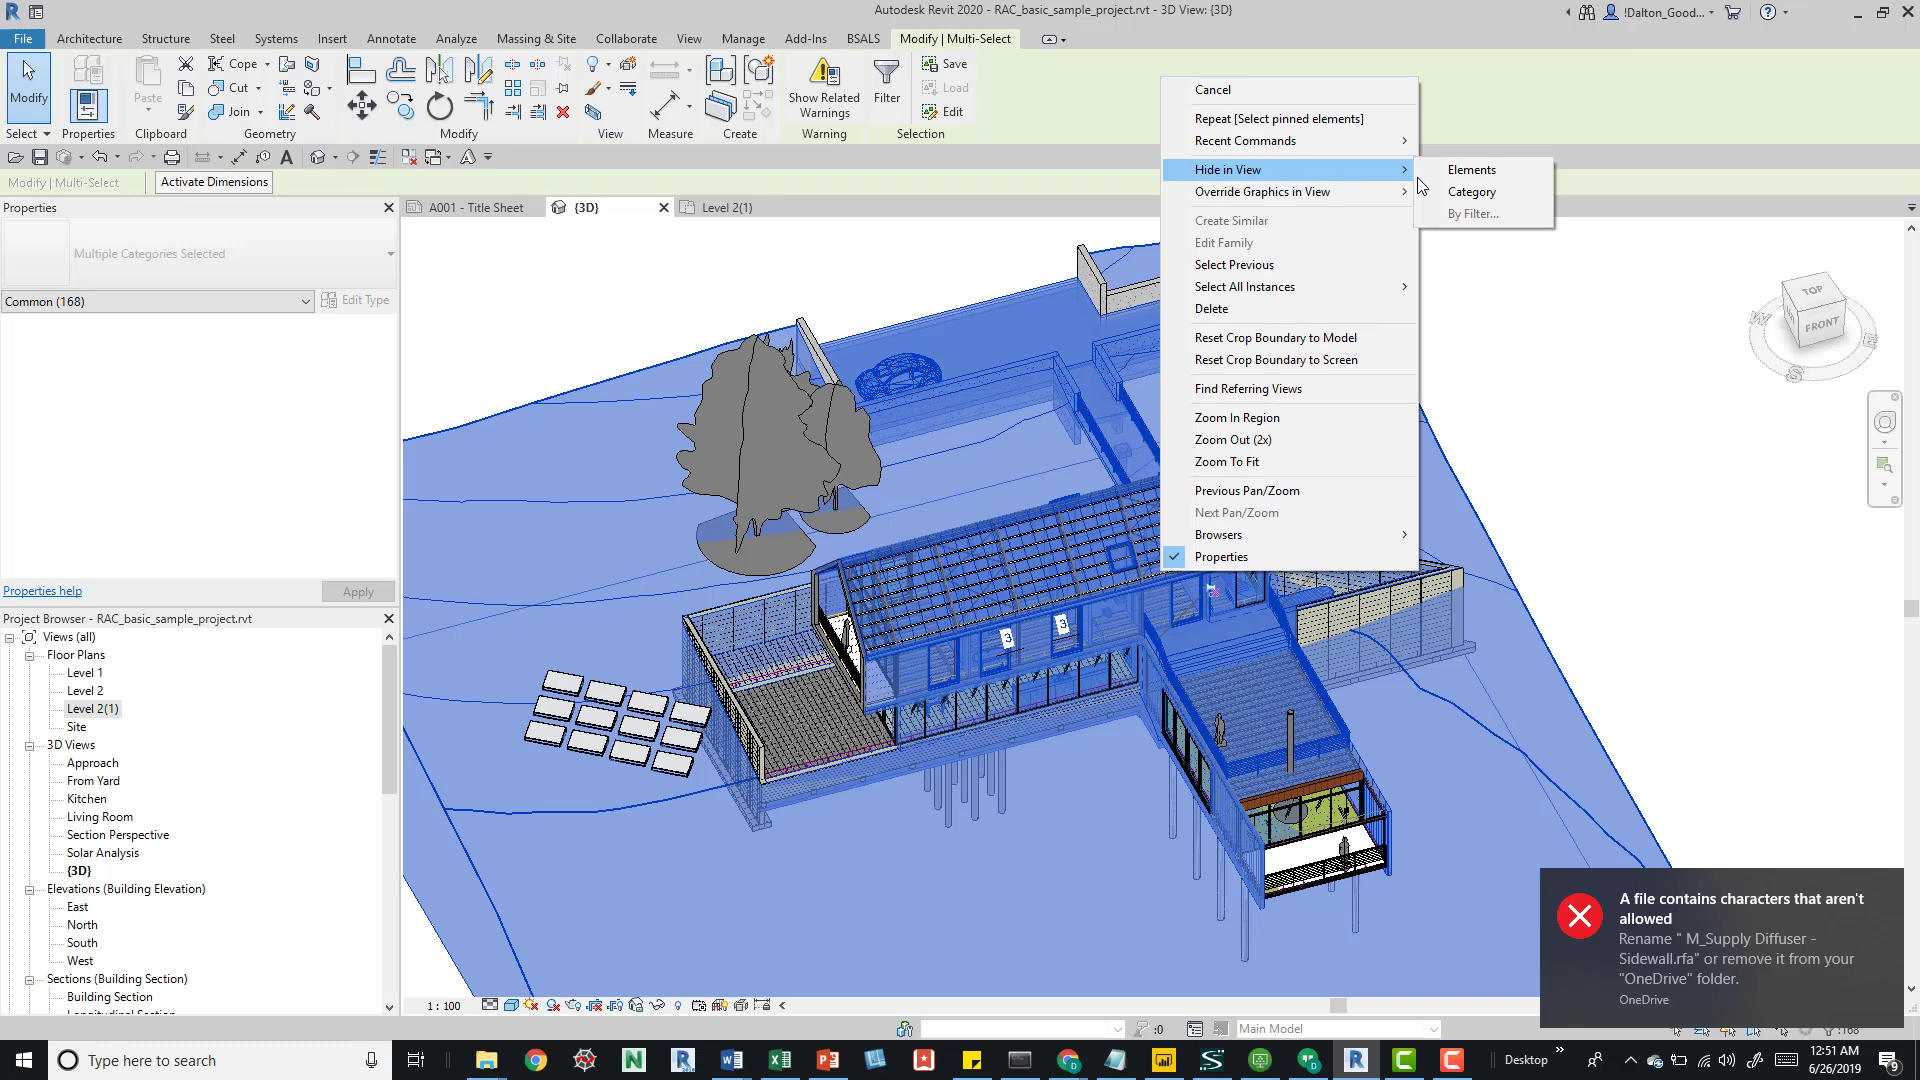 Autodesk Revit 2020 - RAC_basic_sample_project.rvt - 3D View: {3D}
!Dalton_Good...
File Architecture Structure Steel Systems Insert Annotate Analyze Massing & Site Collaborate View Manage Add-Ins BSALS Modify | Multi-Select
Modify
Paste
Cope
Cut
Join
Show Related
Warnings
Filter
Save
Load
Edit
Select Properties Clipboard Geometry Modify View Measure Create Warning Selection
Modify | Multi-Select Activate Dimensions
Properties
Multiple Categories Selected
Common (168) Edit Type
Properties help Apply
Project Browser - RAC_basic_sample_project.rvt
Views (all)
Floor Plans
Level 1
Level 2
Level 2(1)
Site
3D Views
Approach
From Yard
Kitchen
Living Room
Section Perspective
Solar Analysis
{3D}
Elevations (Building Elevation)
East
North
South
West
Sections (Building Section)
Building Section
A001 - Title Sheet {3D} Level 2(1)
Cancel
Repeat [Select pinned elements]
Recent Commands
Hide in View
Override Graphics in View
Create Similar
Edit Family
Select Previous
Select All Instances
Delete
Reset Crop Boundary to Model
Reset Crop Boundary to Screen
Find Referring Views
Zoom In Region
Zoom Out (2x)
Zoom To Fit
Previous Pan/Zoom
Next Pan/Zoom
Browsers
Properties
Elements
Category
By Filter...
TOP
FRONT
W
E
S
3
3
A file contains characters that aren't
allowed
Rename " M_Supply Diffuser -
Sidewall.rfa" or remove it from your
"OneDrive" folder.
OneDrive
1 : 100
:0
Main Model
:168
Type here to search
Desktop
12:51 AM
6/26/2019
9